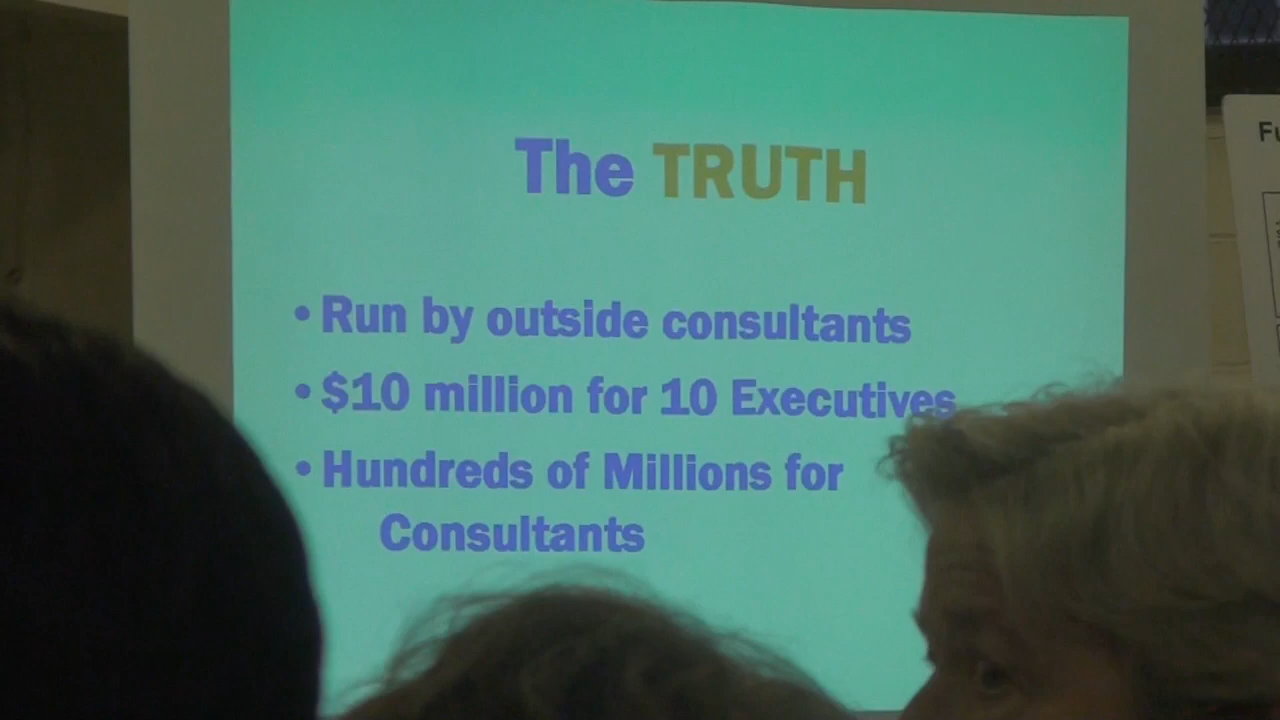 The TRUTH
• Run by outside consultants
• $10 million for 10 Executives
• Hundreds of Millions for
Consultants